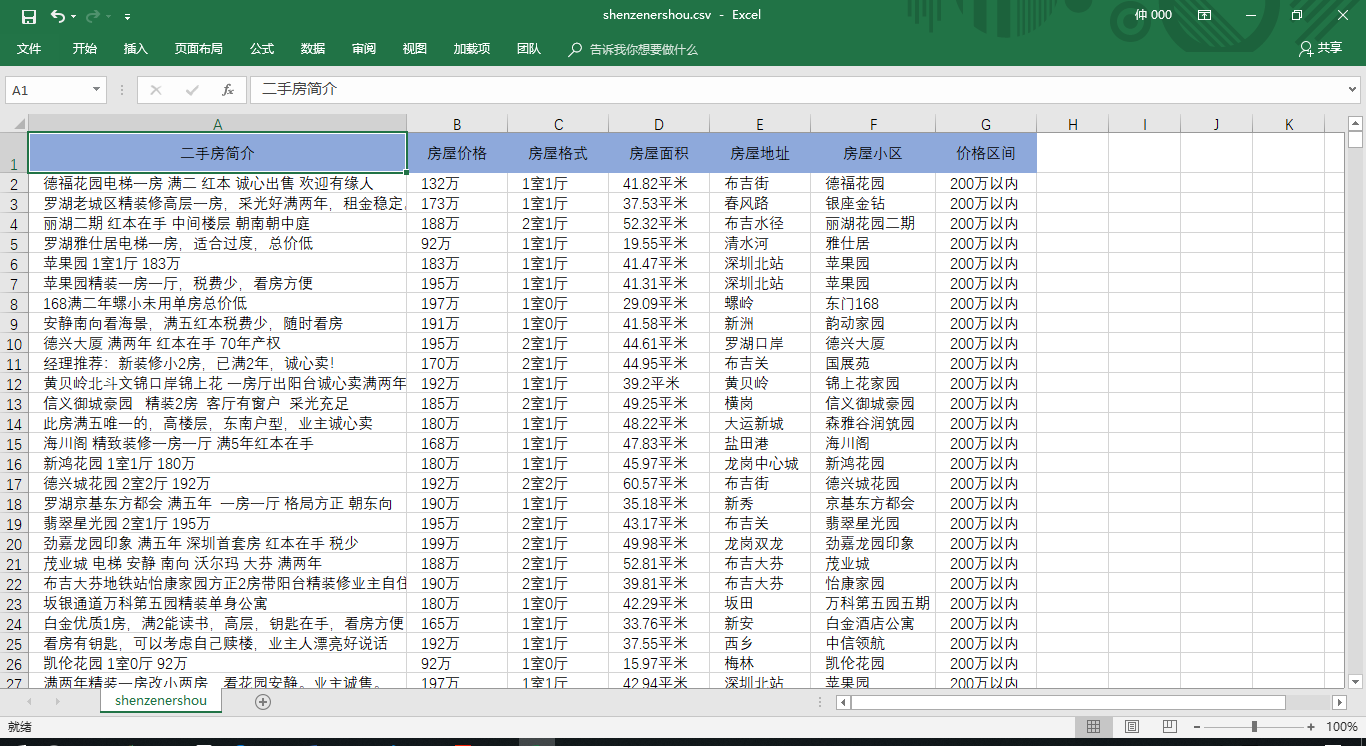 shenzenershou.csv - Excel
仲 000
文件 开始 插入 页面布局 公式 数据 审阅 视图 加载项 团队 告诉我你想要做什么 共享
A1 fx 二手房简介
A B C D E F G H I J K
1 二手房简介 房屋价格 房屋格式 房屋面积 房屋地址 房屋小区 价格区间
2 德福花园电梯一房 满二 红本 诚心出售 欢迎有缘人 132万 1室1厅 41.82平米 布吉街 德福花园 200万以内
3 罗湖老城区精装修高层一房，采光好满两年，租金稳定. 173万 1室1厅 37.53平米 春风路 银座金钻 200万以内
4 丽湖二期 红本在手 中间楼层 朝南朝中庭 188万 2室1厅 52.32平米 布吉水径 丽湖花园二期 200万以内
5 罗湖雅仕居电梯一房，适合过度，总价低 92万 1室1厅 19.55平米 清水河 雅仕居 200万以内
6 苹果园 1室1厅 183万 183万 1室1厅 41.47平米 深圳北站 苹果园 200万以内
7 苹果园精装一房一厅，税费少，看房方便 195万 1室1厅 41.31平米 深圳北站 苹果园 200万以内
8 168满二年螺小未用单房总价低 197万 1室0厅 29.09平米 螺岭 东门168 200万以内
9 安静南向看海景，满五红本税费少，随时看房 191万 1室0厅 41.58平米 新洲 韵动家园 200万以内
10 德兴大厦 满两年 红本在手 70年产权 195万 2室1厅 44.61平米 罗湖口岸 德兴大厦 200万以内
11 经理推荐：新装修小2房，已满2年，诚心卖！ 170万 2室1厅 44.95平米 布吉关 国展苑 200万以内
12 黄贝岭北斗文锦口岸锦上花 一房厅出阳台诚心卖满两年 192万 1室1厅 39.2平米 黄贝岭 锦上花家园 200万以内
13 信义御城豪园 精装2房 客厅有窗户 采光充足 185万 2室1厅 49.25平米 横岗 信义御城豪园 200万以内
14 此房满五唯一的，高楼层，东南户型，业主诚心卖 180万 1室1厅 48.22平米 大运新城 森雅谷润筑园 200万以内
15 海川阁 精致装修一房一厅 满5年红本在手 168万 1室1厅 47.83平米 盐田港 海川阁 200万以内
16 新鸿花园 1室1厅 180万 180万 1室1厅 45.97平米 龙岗中心城 新鸿花园 200万以内
17 德兴城花园 2室2厅 192万 192万 2室2厅 60.57平米 布吉街 德兴城花园 200万以内
18 罗湖京基东方都会 满五年 一房一厅 格局方正 朝东向 190万 1室1厅 35.18平米 新秀 京基东方都会 200万以内
19 翡翠星光园 2室1厅 195万 195万 2室1厅 43.17平米 布吉关 翡翠星光园 200万以内
20 劲嘉龙园印象 满五年 深圳首套房 红本在手 税少 199万 2室1厅 49.98平米 龙岗双龙 劲嘉龙园印象 200万以内
21 茂业城 电梯 安静 南向 沃尔玛 大芬 满两年 188万 2室1厅 52.81平米 布吉大芬 茂业城 200万以内
22 布吉大芬地铁站怡康家园方正2房带阳台精装修业主自住 190万 2室1厅 39.81平米 布吉大芬 怡康家园 200万以内
23 坂银通道万科第五园精装单身公寓 180万 1室0厅 42.29平米 坂田 万科第五园五期 200万以内
24 白金优质1房，满2能读书，高层，钥匙在手，看房方便 165万 1室1厅 33.76平米 新安 白金酒店公寓 200万以内
25 看房有钥匙，可以考虑自己赎楼，业主人漂亮好说话 192万 1室1厅 37.55平米 西乡 中信领航 200万以内
26 凯伦花园 1室0厅 92万 92万 1室0厅 15.97平米 梅林 凯伦花园 200万以内
27 满两年精装一房改小两房，看花园安静。业主诚售。 197万 1室1厅 42.94平米 深圳北站 苹果园 200万以内
shenzenershou
就绪 100%